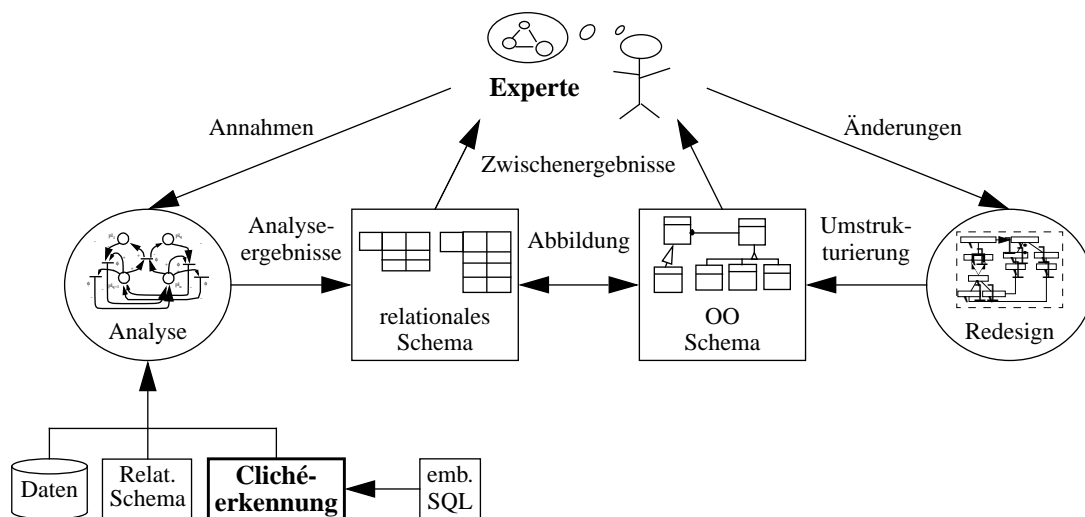 Experte
Annahmen
Änderungen
Zwischenergebnisse
Analyse-
ergebnisse
Abbildung
Umstruk-
turierung
Analyse
relationales
Schema
OO
Schema
Redesign
Daten
Relat.
Schema
Cliché-
erkennung
emb.
SQL